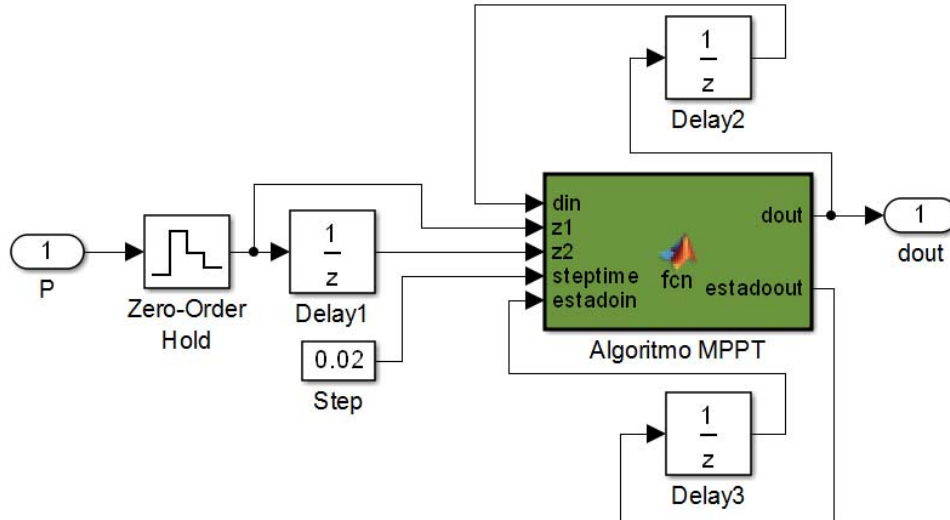 1
z
Delay2
din
z1
z2
steptime
estadoin
fcn
dout
estadoout
Algoritmo MPPT
1
dout
1
P
Zero-Order
Hold
1
z
Delay1
0.02
Step
1
z
Delay3